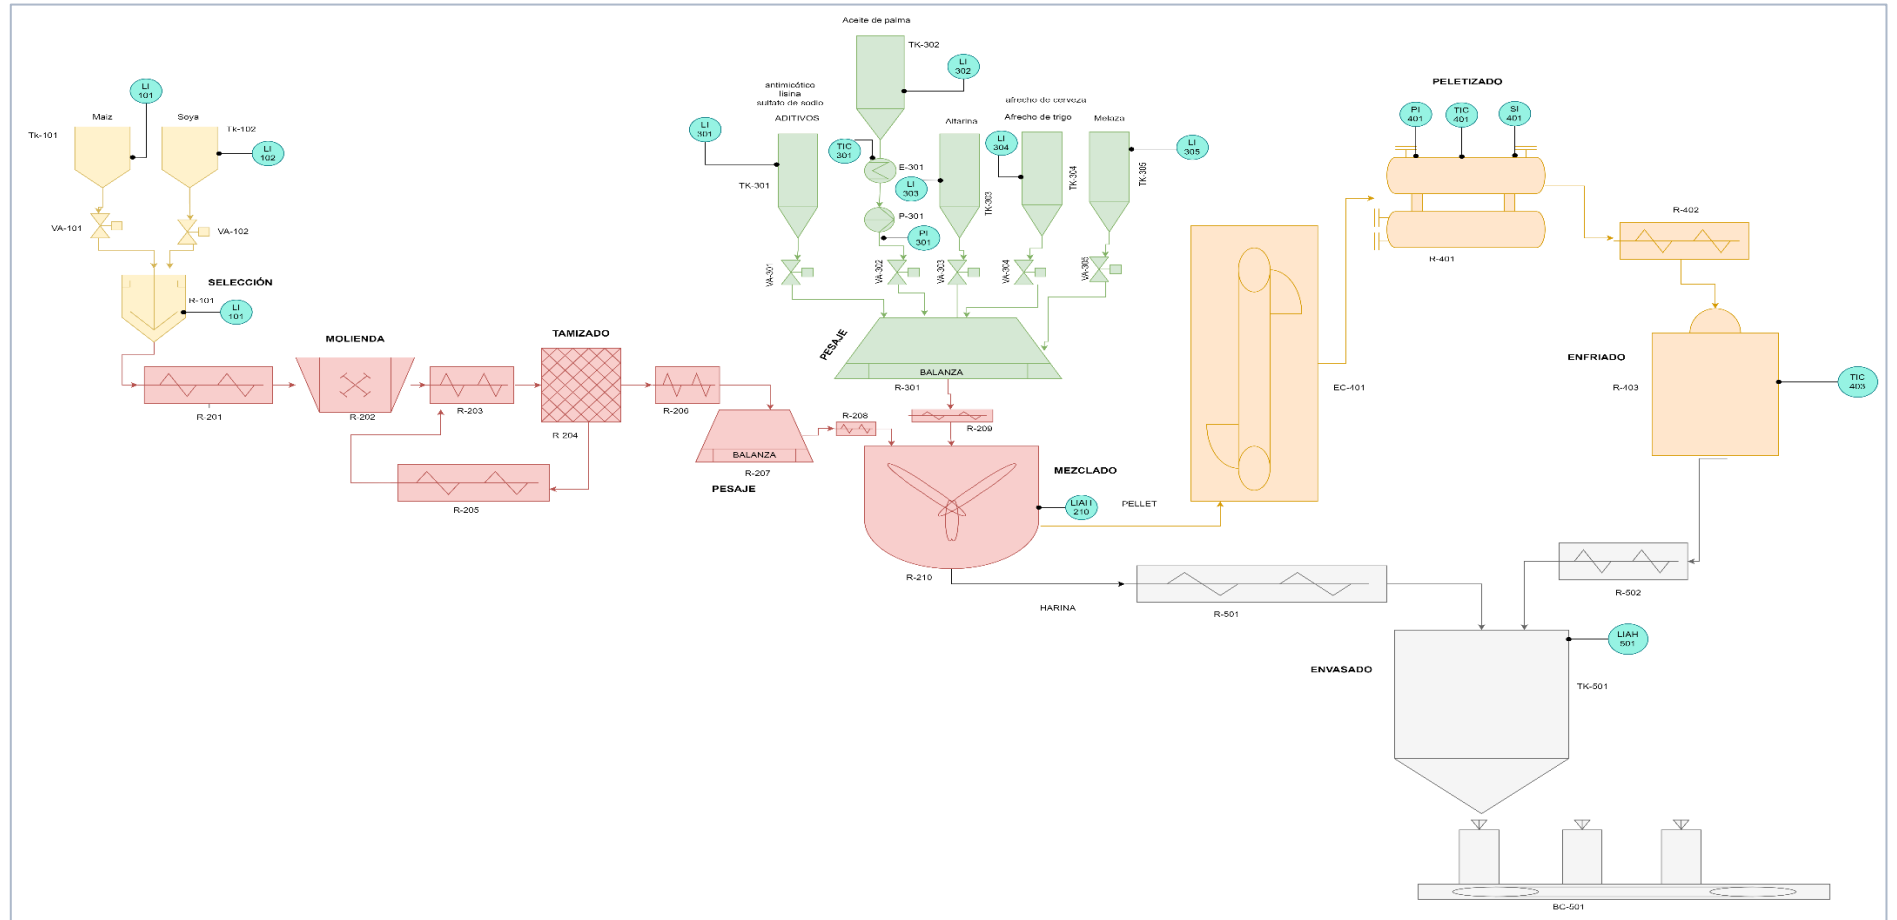 Aceite de palma
TK-302
LI
302
antimicótico
lisina
sulfato de sodio
ADITIVOS
LI
301
TK-301
TIC
301
E-301
P-301
PI
301
LI
303
Alfarina
TK-303
afrecho de cerveza
Afrecho de trigo
LI
304
TK-304
Melaza
TK-305
LI
305
VA-301
VA-302
VA-303
VA-304
VA-305
PESAJE
BALANZA
R-301
LI
101
Maiz
Tk-101
Soya
Tk-102
LI
102
VA-101
VA-102
SELECCIÓN
R-101
LI
101
MOLIENDA
R-201
R-202
R-203
TAMIZADO
R-204
R-205
R-206
BALANZA
R-207
PESAJE
R-208
R-209
MEZCLADO
LIAH
210
R-210
PELLET
HARINA
EC-401
PELETIZADO
PI
401
TIC
401
SI
401
R-401
R-402
ENFRIADO
R-403
TIC
403
R-501
R-502
ENVASADO
LIAH
501
TK-501
BC-501